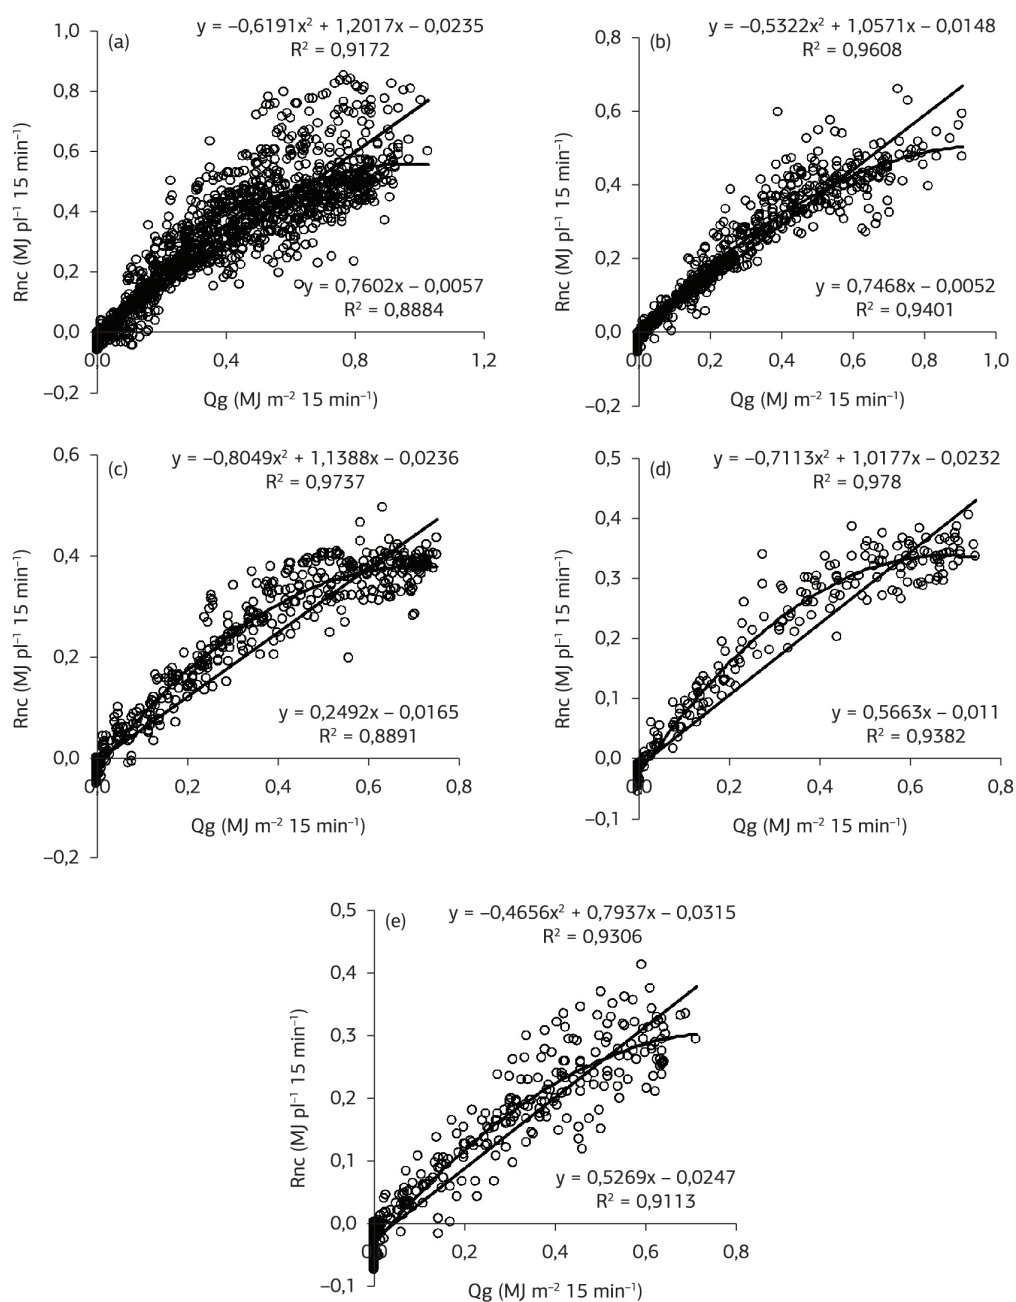 y = –0,6191x² + 1,2017x – 0,0235
R² = 0,9172
(a)
1,0
0,8
0,6
0,4
0,2
0,0
–0,2
Rnc (MJ pl⁻¹ 15 min⁻¹)
y = 0,7602x – 0,0057
R² = 0,8884
0,0 0,4 0,8 1,2
Qg (MJ m⁻² 15 min⁻¹)
y = –0,5322x² + 1,0571x – 0,0148
R² = 0,9608
(b)
0,8
0,6
0,4
0,2
0,0
–0,2
Rnc (MJ pl⁻¹ 15 min⁻¹)
y = 0,7468x – 0,0052
R² = 0,9401
0,0 0,2 0,4 0,6 0,8 1,0
Qg (MJ m⁻² 15 min⁻¹)
y = –0,8049x² + 1,1388x – 0,0236
R² = 0,9737
(c)
0,6
0,4
0,2
0,0
–0,2
Rnc (MJ pl⁻¹ 15 min⁻¹)
y = 0,2492x – 0,0165
R² = 0,8891
0,0 0,2 0,4 0,6 0,8
Qg (MJ m⁻² 15 min⁻¹)
y = –0,7113x² + 1,0177x – 0,0232
R² = 0,978
(d)
0,5
0,4
0,3
0,2
0,1
0,0
–0,1
Rnc (MJ pl⁻¹ 15 min⁻¹)
y = 0,5663x – 0,011
R² = 0,9382
0,0 0,2 0,4 0,6 0,8
Qg (MJ m⁻² 15 min⁻¹)
y = –0,4656x² + 0,7937x – 0,0315
R² = 0,9306
(e)
0,5
0,4
0,3
0,2
0,1
0,0
–0,1
Rnc (MJ pl⁻¹ 15 min⁻¹)
y = 0,5269x – 0,0247
R² = 0,9113
0,0 0,2 0,4 0,6 0,8
Qg (MJ m⁻² 15 min⁻¹)